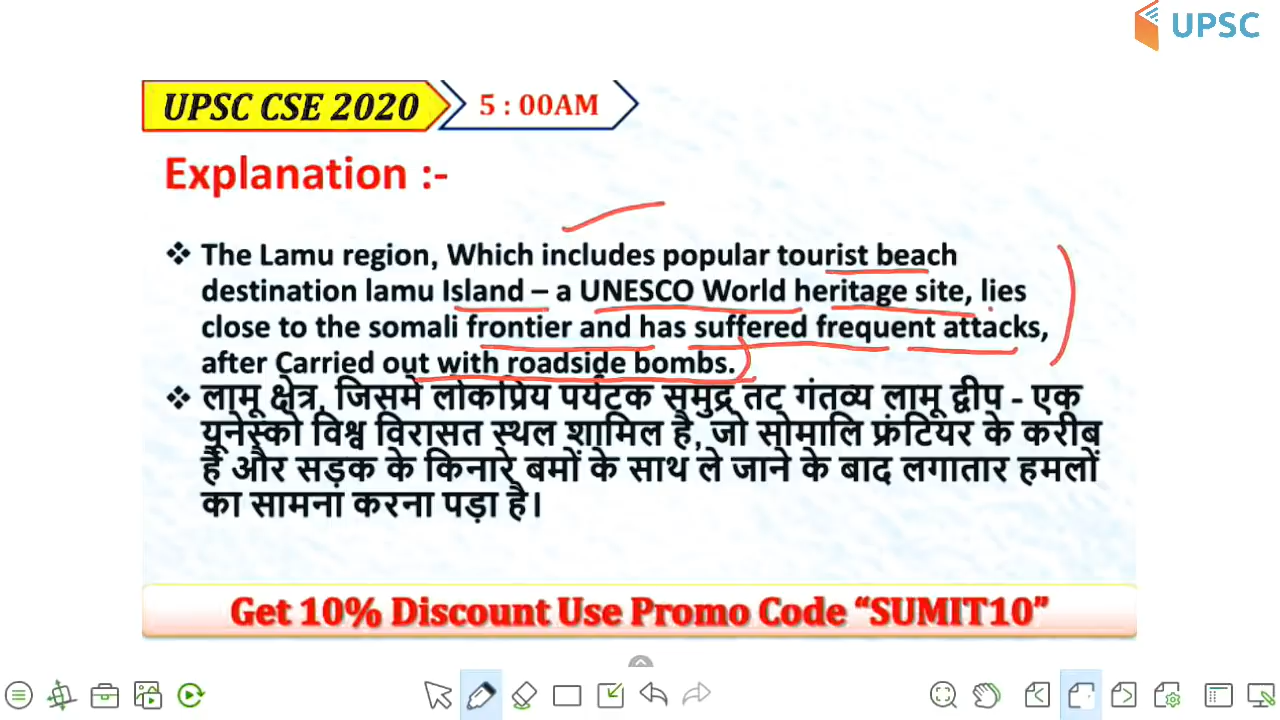 UPSC
UPSC CSE 2020
5 : 00AM
Explanation :-
❖ The Lamu region, Which includes popular tourist beach
destination lamu Island – a UNESCO World heritage site, lies
close to the somali frontier and has suffered frequent attacks,
after Carried out with roadside bombs.
❖ लामू क्षेत्र, जिसमें लोकप्रिय पर्यटक समुद्र तट गंतव्य लामू द्वीप - एक
यूनेस्को विश्व विरासत स्थल शामिल है, जो सोमालि फ्रंटियर के करीब
है और सड़क के किनारे बमों के साथ ले जाने के बाद लगातार हमलों
का सामना करना पड़ा है।
Get 10% Discount Use Promo Code “SUMIT10”